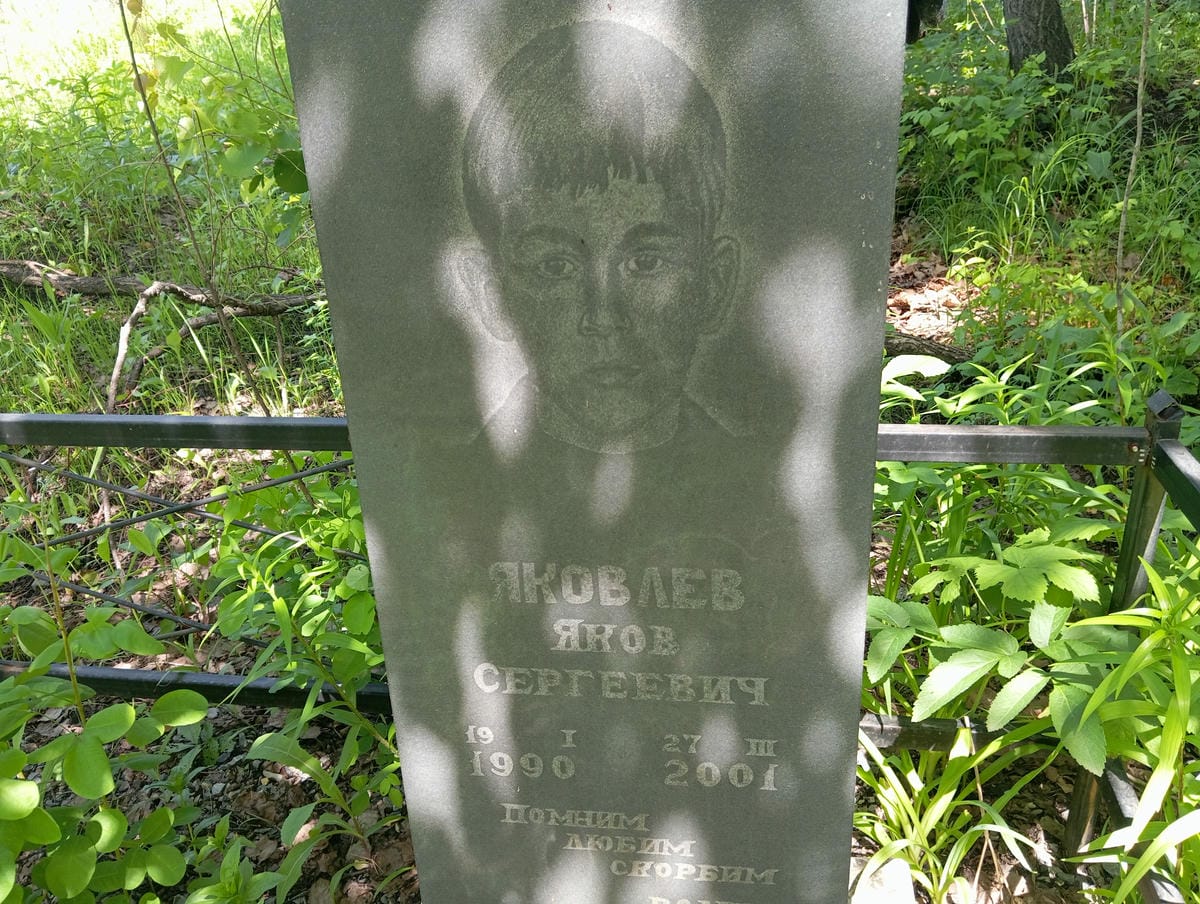 ЯКОВЛЕВ
ЯКОВ
СЕРГЕЕВИЧ
19 I 27 III
1990 2001
ПОМНИМ
ЛЮБИМ
СКОРБИМ